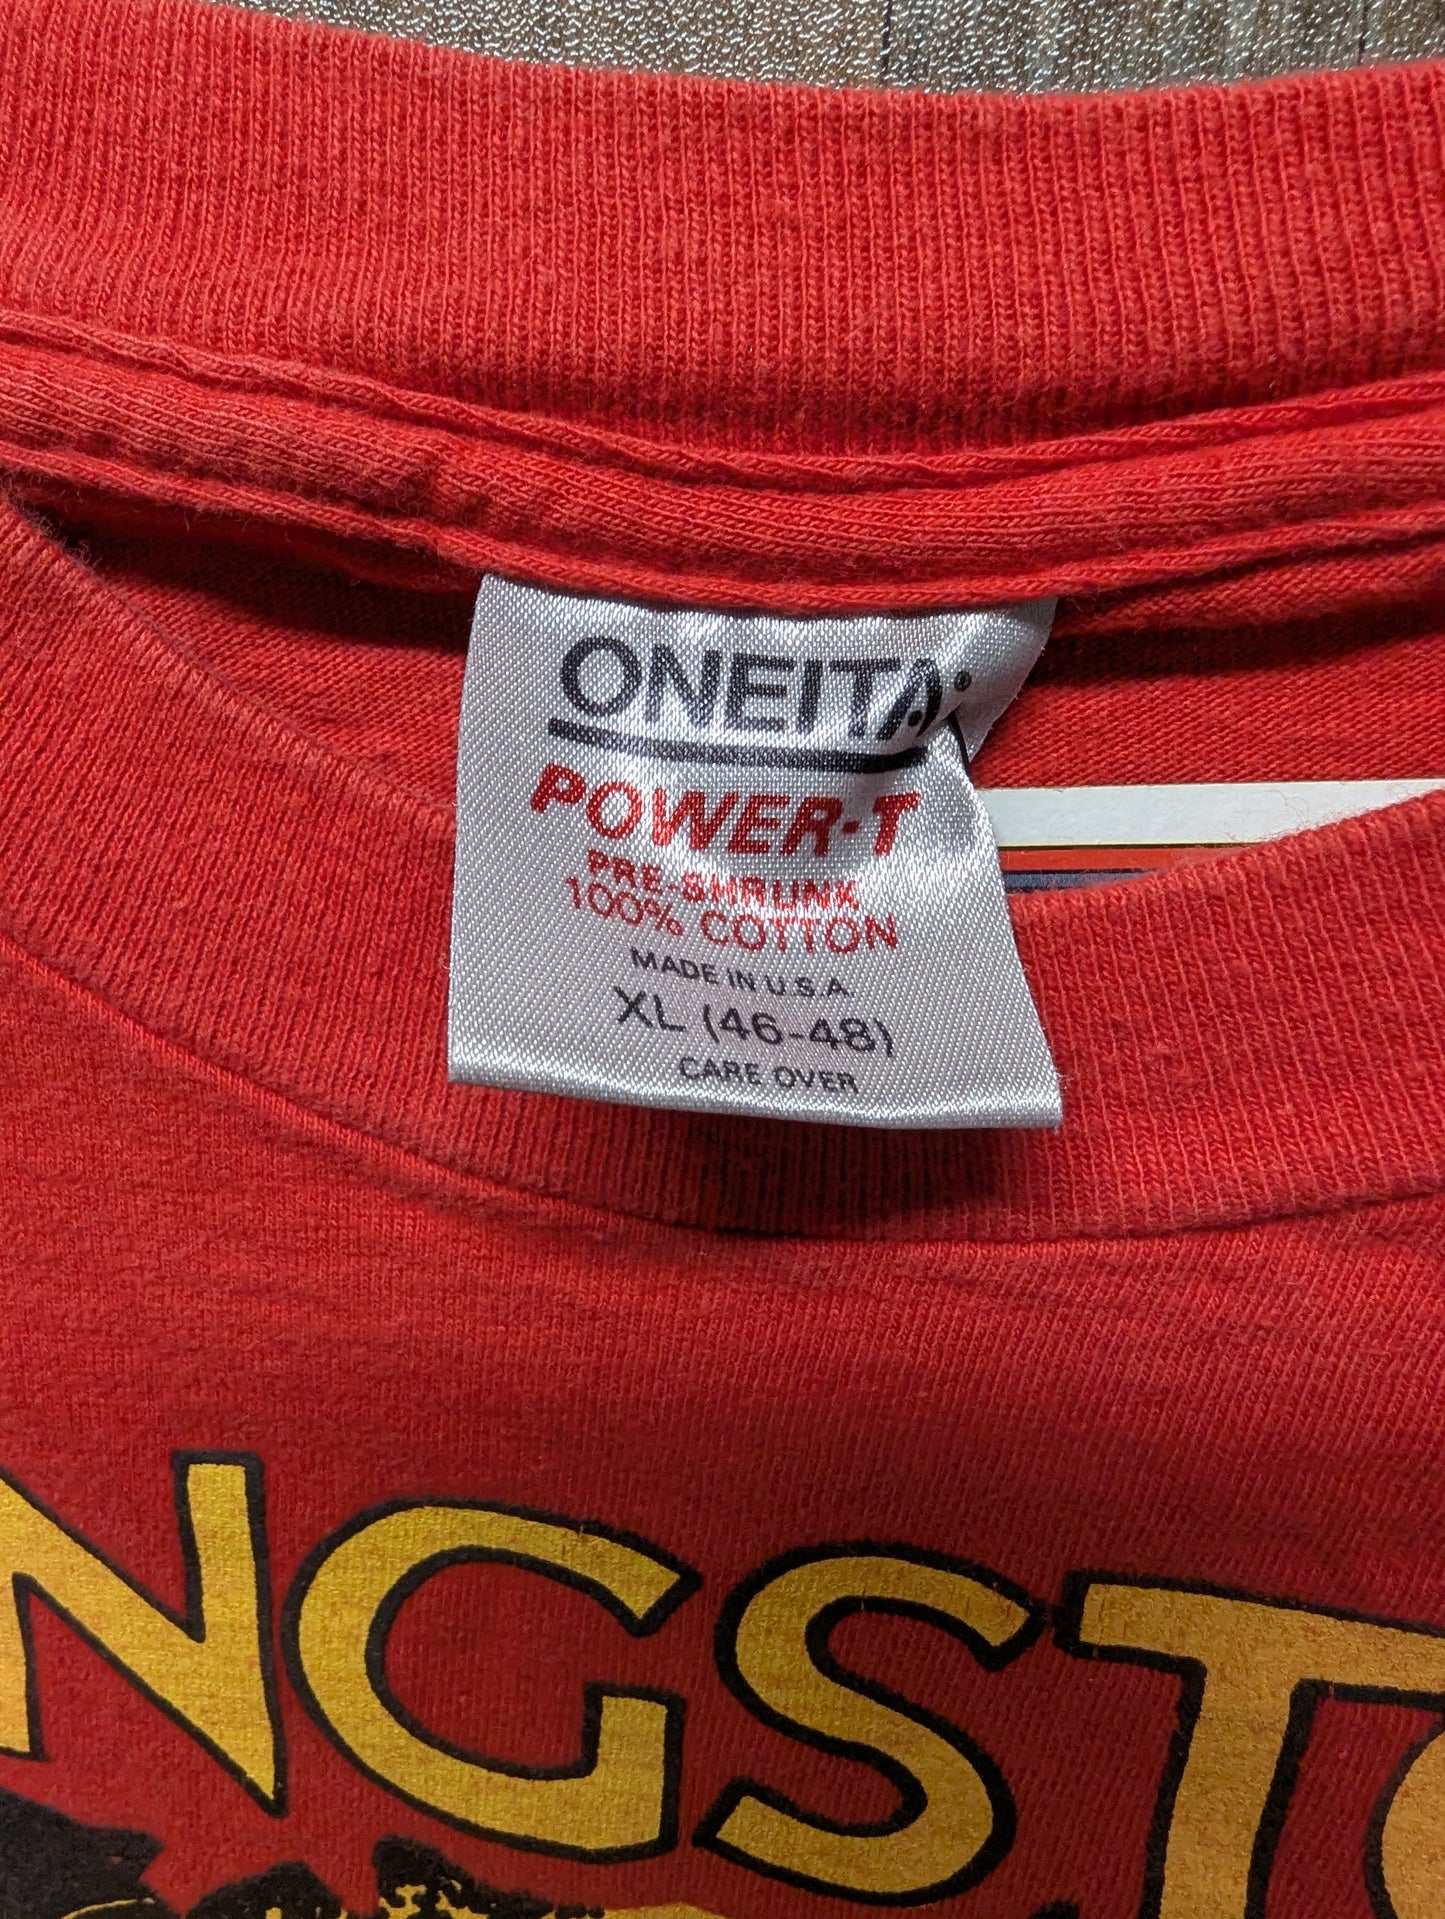 ONEITA
POWER-T
PRE-SHRUNK
100% COTTON
MADE IN U.S.A
XL (46-48)
CARE OVER
NGST